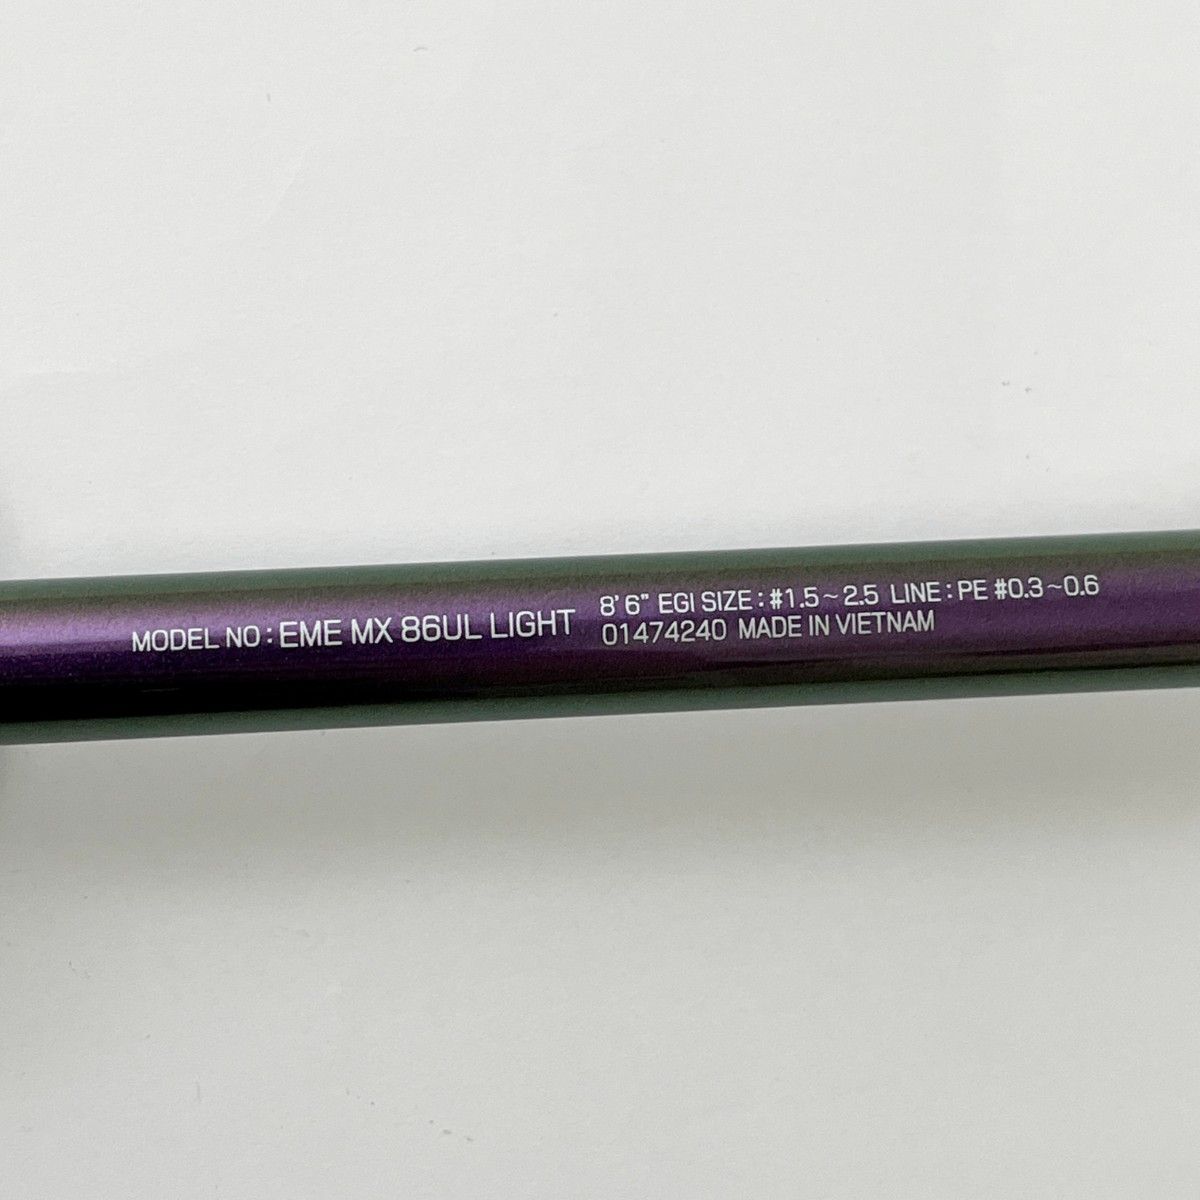 MODEL NO : EME MX 86UL LIGHT
8' 6" EGI SIZE : #1.5~2.5 LINE : PE #0.3~0.6
01474240 MADE IN VIETNAM